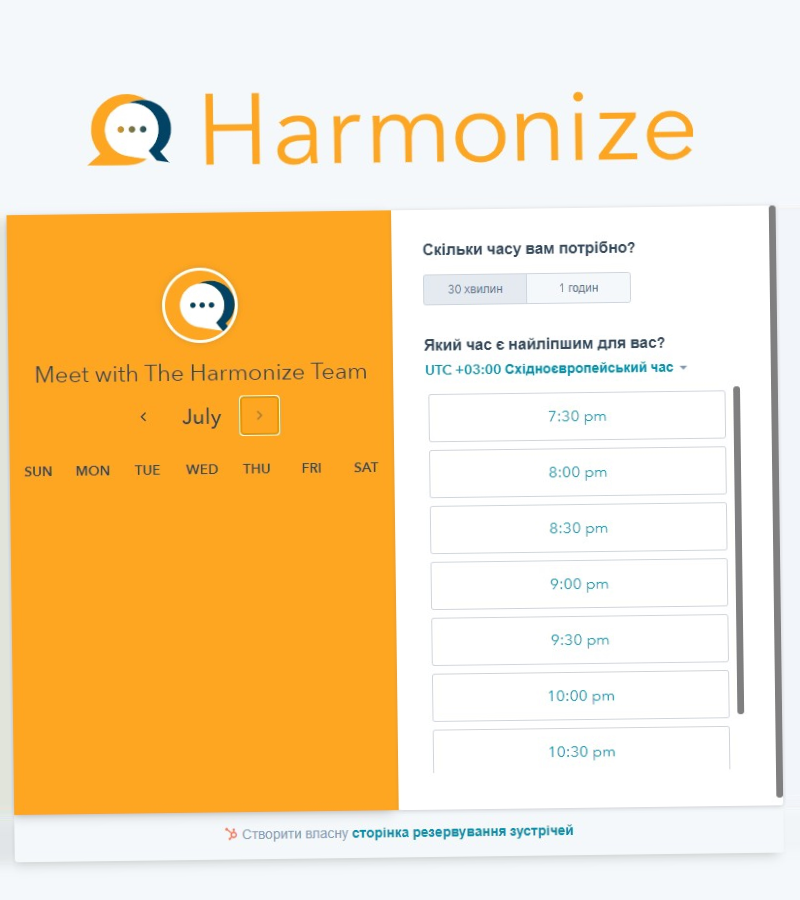 Harmonize
Meet with The Harmonize Team
July
SUN MON TUE WED THU FRI SAT
Скільки часу вам потрібно?
30 хвилин 1 годин
Який час є найліпшим для вас?
UTC +03:00 Східноєвропейський час
7:30 pm
8:00 pm
8:30 pm
9:00 pm
9:30 pm
10:00 pm
10:30 pm
Створити власну сторінка резервування зустрічей